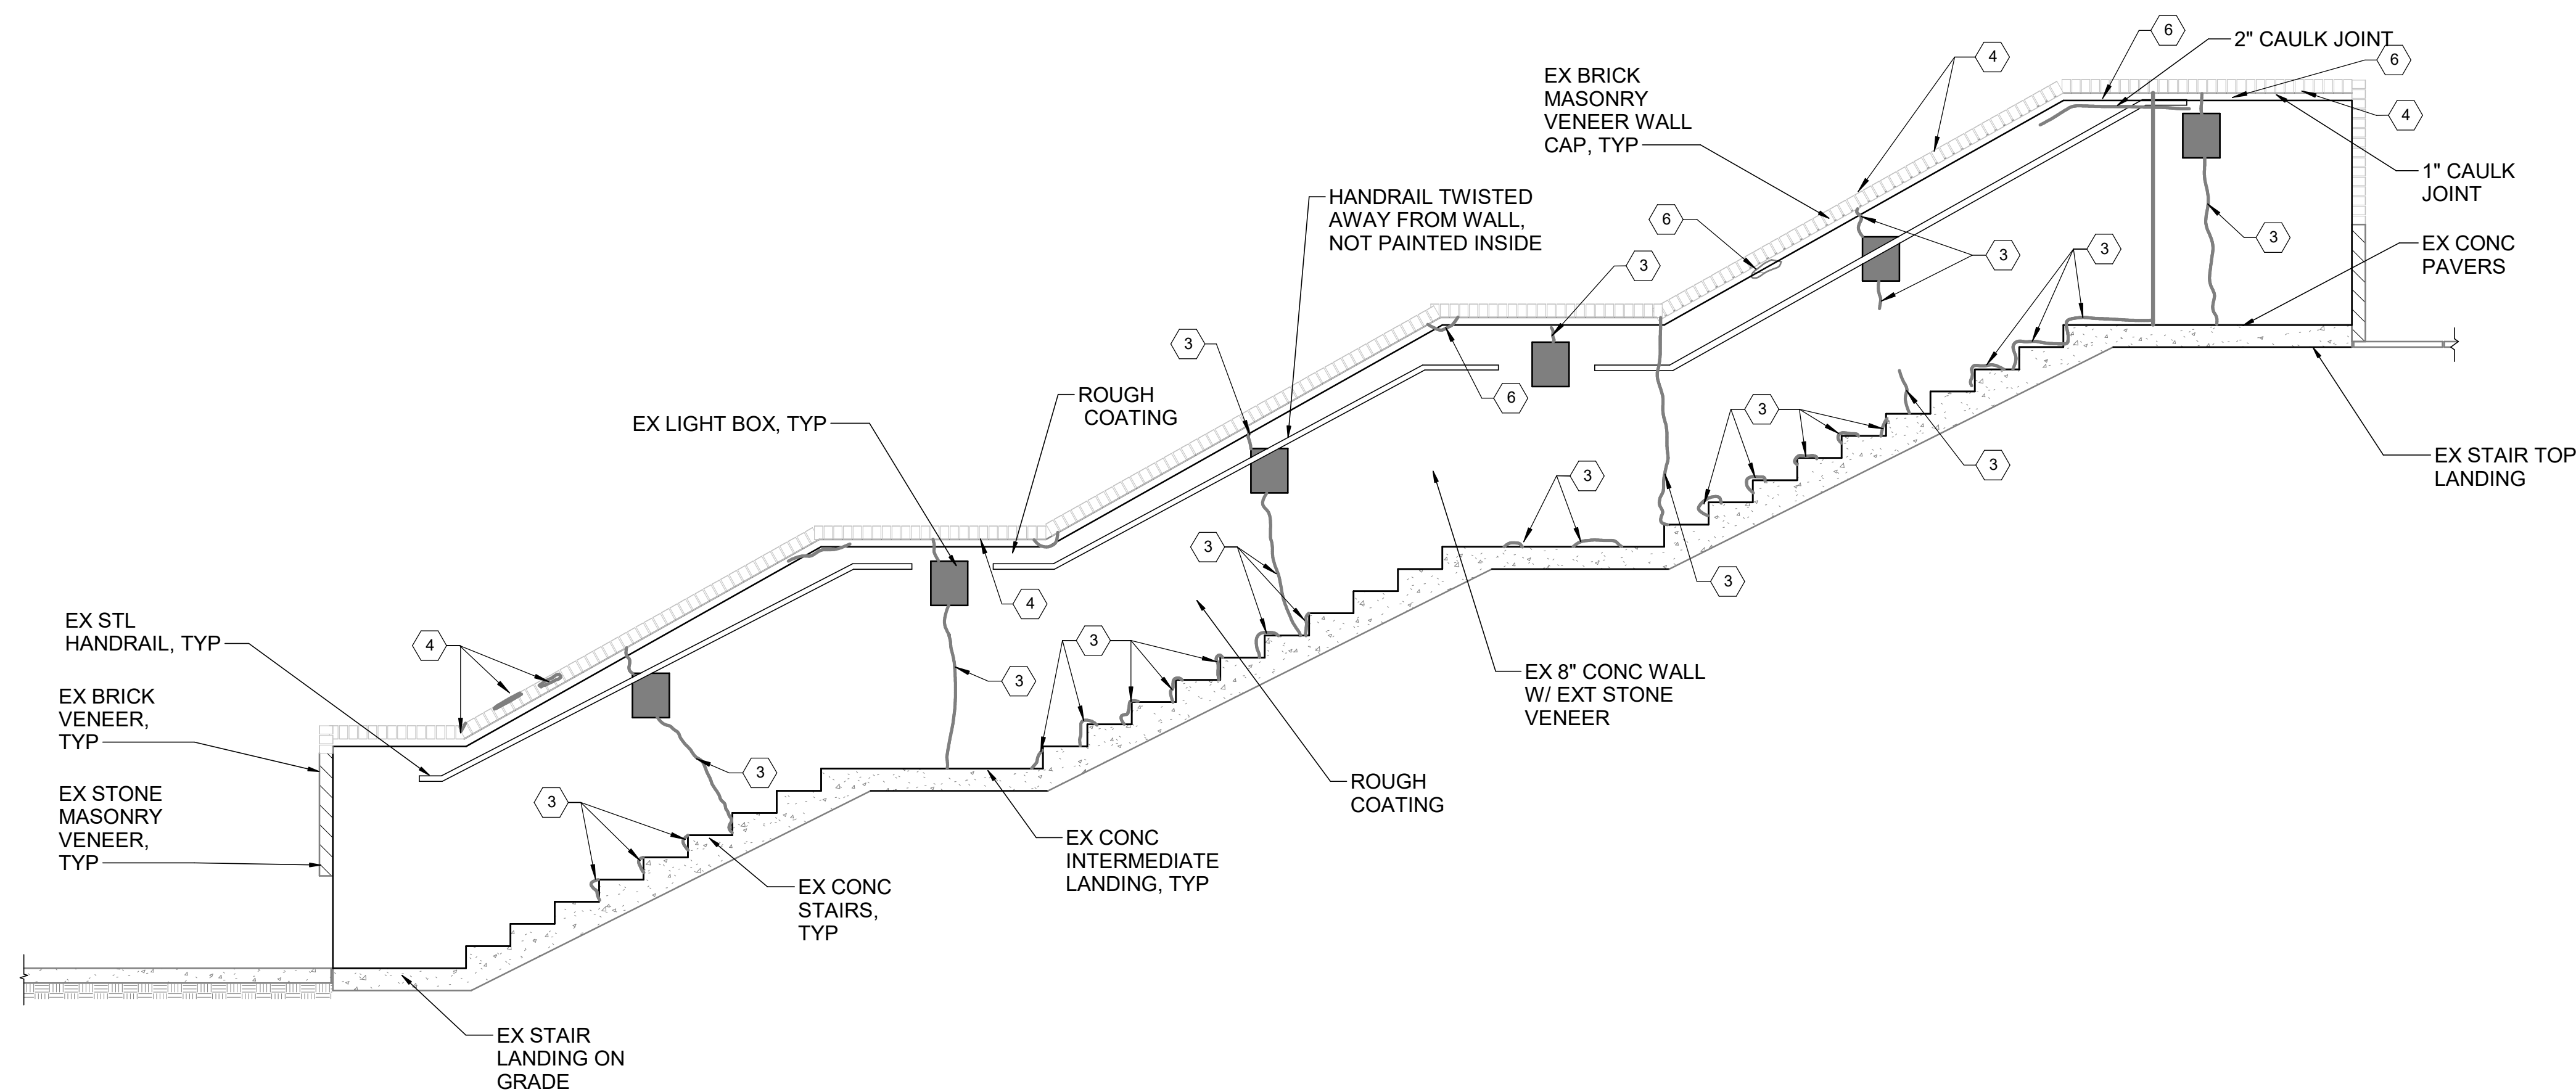 6
2" CAULK JOINT
4
6
EX BRICK
MASONRY
VENEER WALL
CAP, TYP
4
1" CAULK
JOINT
HANDRAIL TWISTED
AWAY FROM WALL,
NOT PAINTED INSIDE
6
3
3
3
EX CONC
PAVERS
3
3
3
ROUGH
COATING
6
EX LIGHT BOX, TYP
3
3
EX STAIR TOP
LANDING
3
3
3
4
EX STL
HANDRAIL, TYP
4
3
3
EX 8" CONC WALL
W/ EXT STONE
VENEER
EX BRICK
VENEER,
TYP
3
ROUGH
COATING
EX STONE
MASONRY
VENEER,
TYP
3
EX CONC
INTERMEDIATE
LANDING, TYP
EX CONC
STAIRS,
TYP
EX STAIR
LANDING ON
GRADE